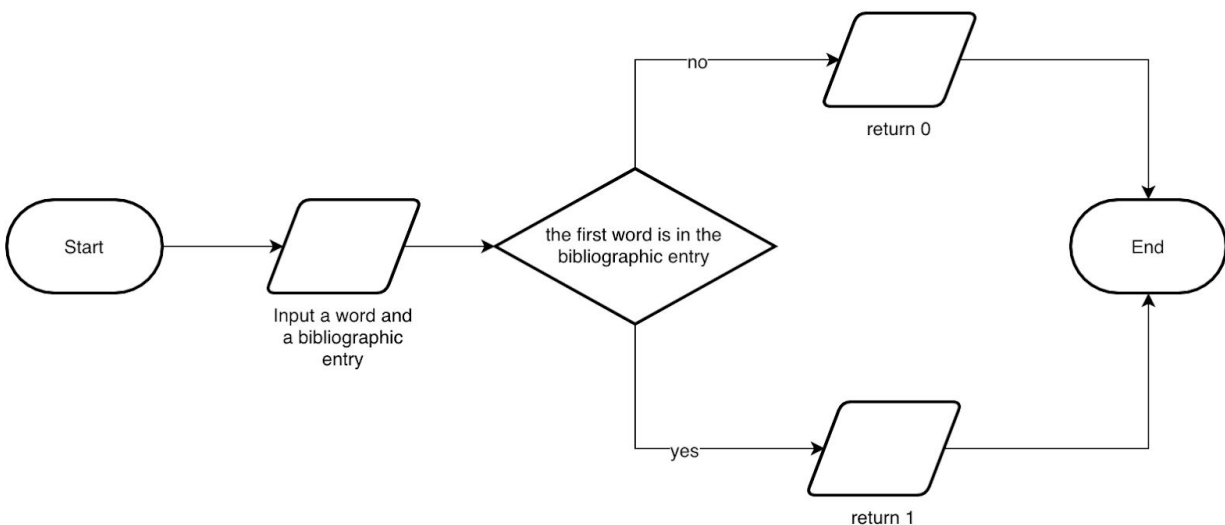 Start
Input a word and
a bibliographic
entry
the first word is in the
bibliographic entry
no
return 0
yes
return 1
End